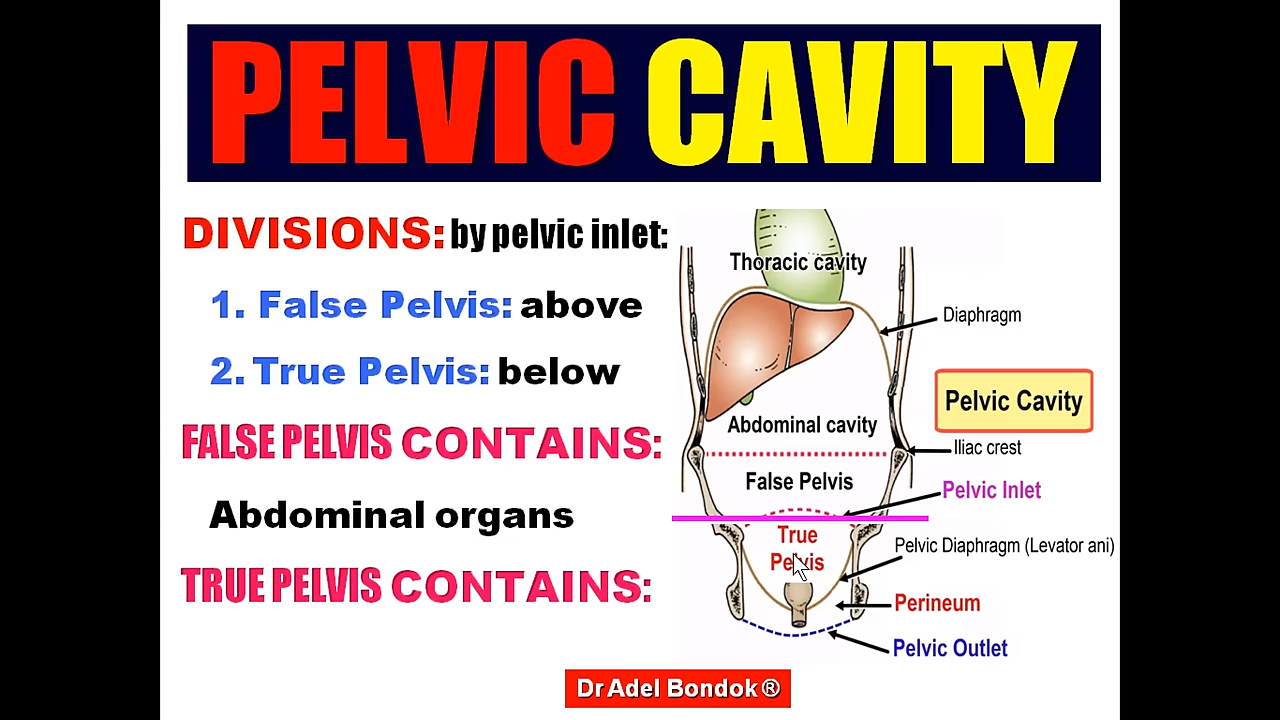 PELVIC CAVITY
DIVISIONS: by pelvic inlet:
1. False Pelvis: above
2. True Pelvis: below
FALSE PELVIS CONTAINS:
Abdominal organs
TRUE PELVIS CONTAINS:
Thoracic cavity
Diaphragm
Pelvic Cavity
Abdominal cavity
Iliac crest
False Pelvis
Pelvic Inlet
True
Pelvis
Pelvic Diaphragm (Levator ani)
Perineum
Pelvic Outlet
Dr Adel Bondok ®